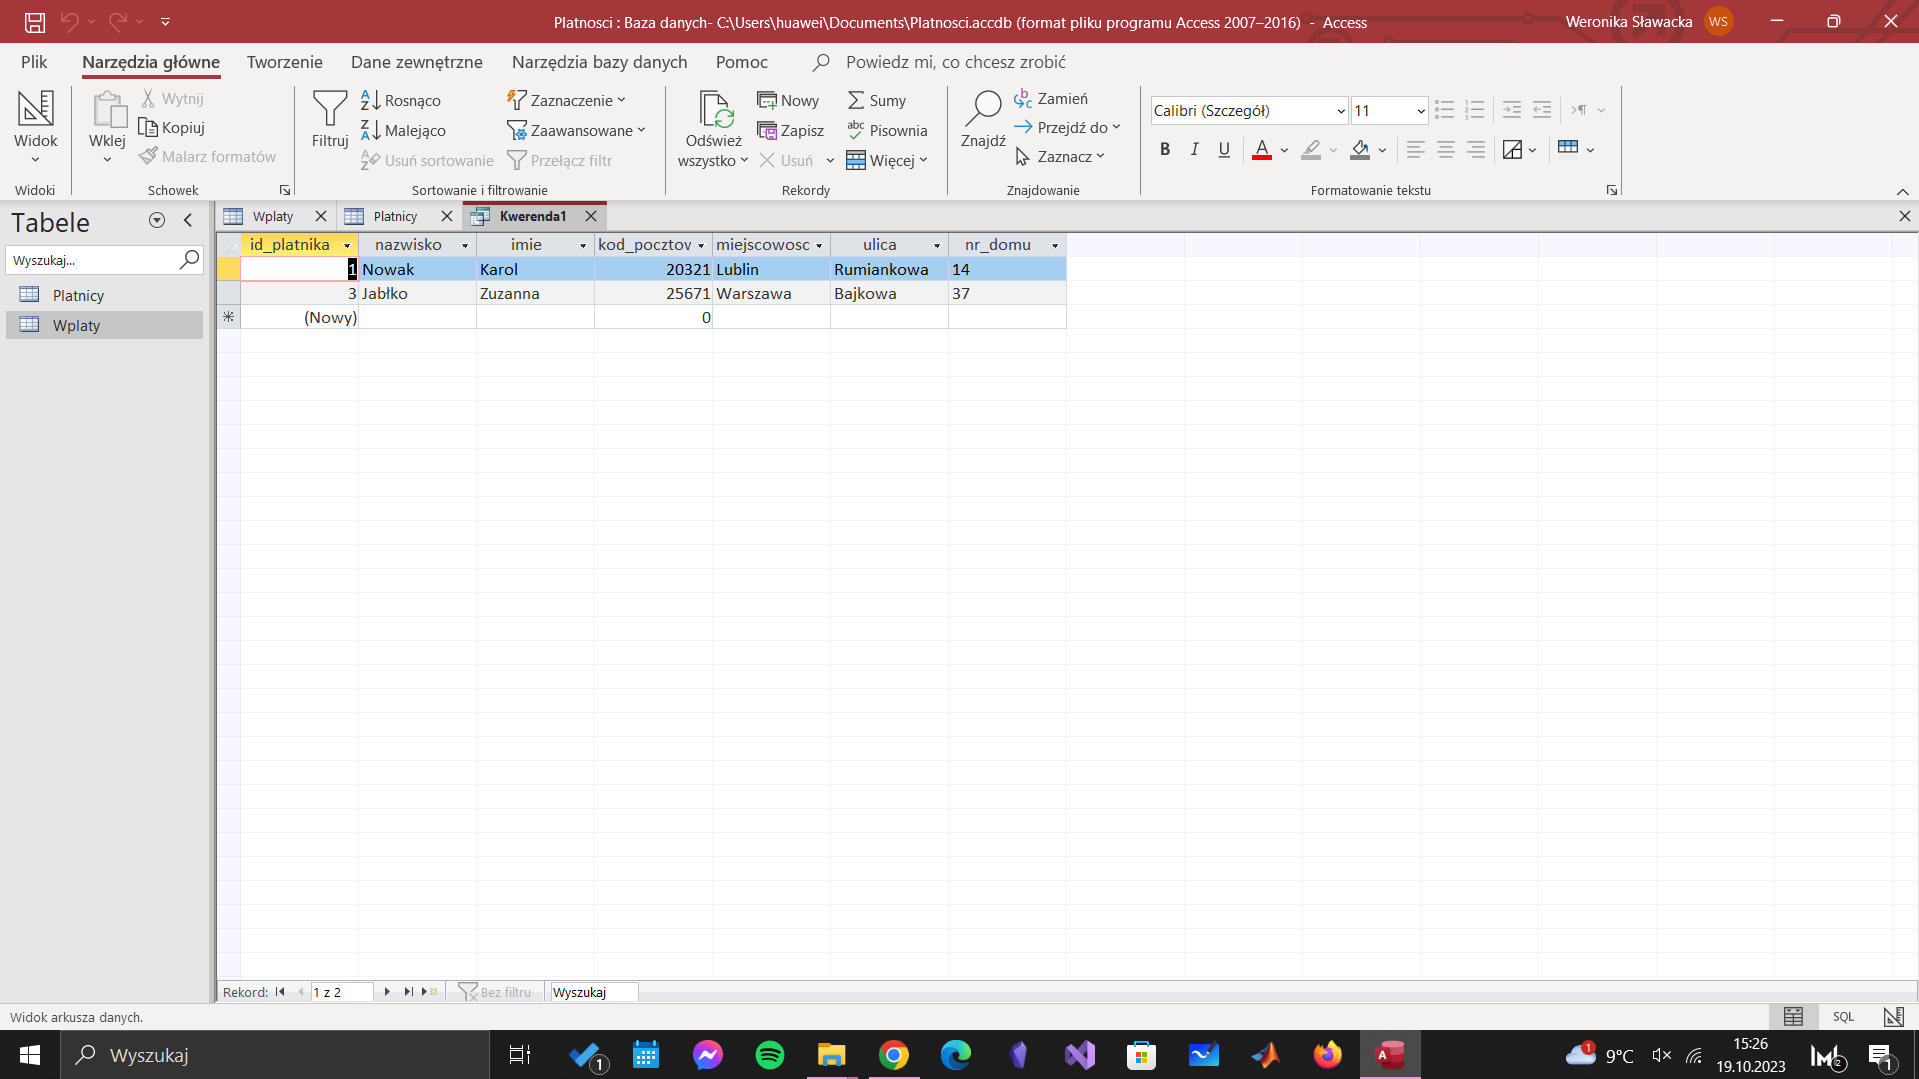 Platnosci : Baza danych- C:\Users\huawei\Documents\Platnosci.accdb (format pliku programu Access 2007–2016)  -  Access
Weronika Sławacka WS
Plik Narzędzia główne Tworzenie Dane zewnętrzne Narzędzia bazy danych Pomoc Powiedz mi, co chcesz zrobić
Wytnij Rosnąco Zaznaczenie Nowy Sumy Zamień
Calibri (Szczegół) 11
Widok Wklej Kopiuj Filtruj Malejąco Zaawansowane Odśwież wszystko Zapisz Pisownia Znajdź Przejdź do
Malarz formatów Usuń sortowanie Przełącz filtr Usuń Więcej Zaznacz
B I U A
Widoki Schowek Sortowanie i filtrowanie Rekordy Znajdowanie Formatowanie tekstu
Tabele
Wyszukaj...
Platnicy
Wplaty
Wplaty Platnicy Kwerenda1
id_platnika nazwisko imie kod_pocztow miejscowosc ulica nr_domu
1 Nowak Karol 20321 Lublin Rumiankowa 14
3 Jabłko Zuzanna 25671 Warszawa Bajkowa 37
(Nowy) 0
Rekord: 1 z 2 Bez filtru Wyszukaj
Widok arkusza danych.
SQL
Wyszukaj
1
A
1 9°C
15:26
19.10.2023
2
1